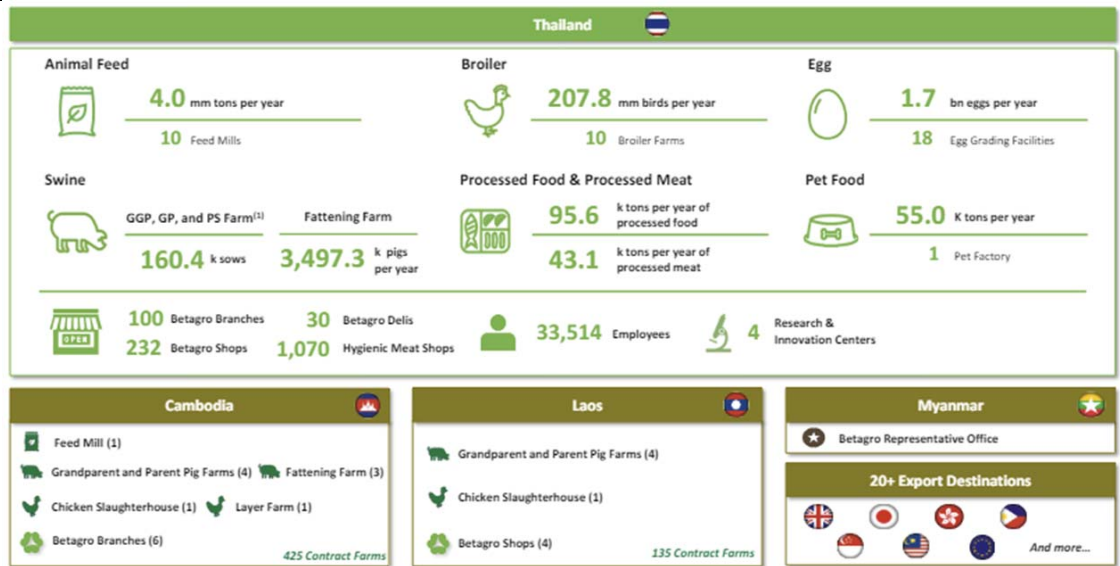 Thailand
Animal Feed
4.0 mm tons per year
10 Feed Mills
Broiler
207.8 mm birds per year
10 Broiler Farms
Egg
1.7 bn eggs per year
18 Egg Grading Facilities
Swine
GGP, GP, and PS Farm(1)
160.4 k sows
Fattening Farm
3,497.3 k pigs
per year
Processed Food & Processed Meat
95.6 k tons per year of
processed food
43.1 k tons per year of
processed meat
Pet Food
55.0 K tons per year
1 Pet Factory
OPEN
100 Betagro Branches
30 Betagro Delis
232 Betagro Shops
1,070 Hygienic Meat Shops
33,514 Employees
4 Research &
Innovation Centers
Cambodia
Feed Mill (1)
Grandparent and Parent Pig Farms (4) Fattening Farm (3)
Chicken Slaughterhouse (1) Layer Farm (1)
Betagro Branches (6)
425 Contract Farms
Laos
Grandparent and Parent Pig Farms (4)
Chicken Slaughterhouse (1)
Betagro Shops (4)
135 Contract Farms
Myanmar
Betagro Representative Office
20+ Export Destinations
And more...